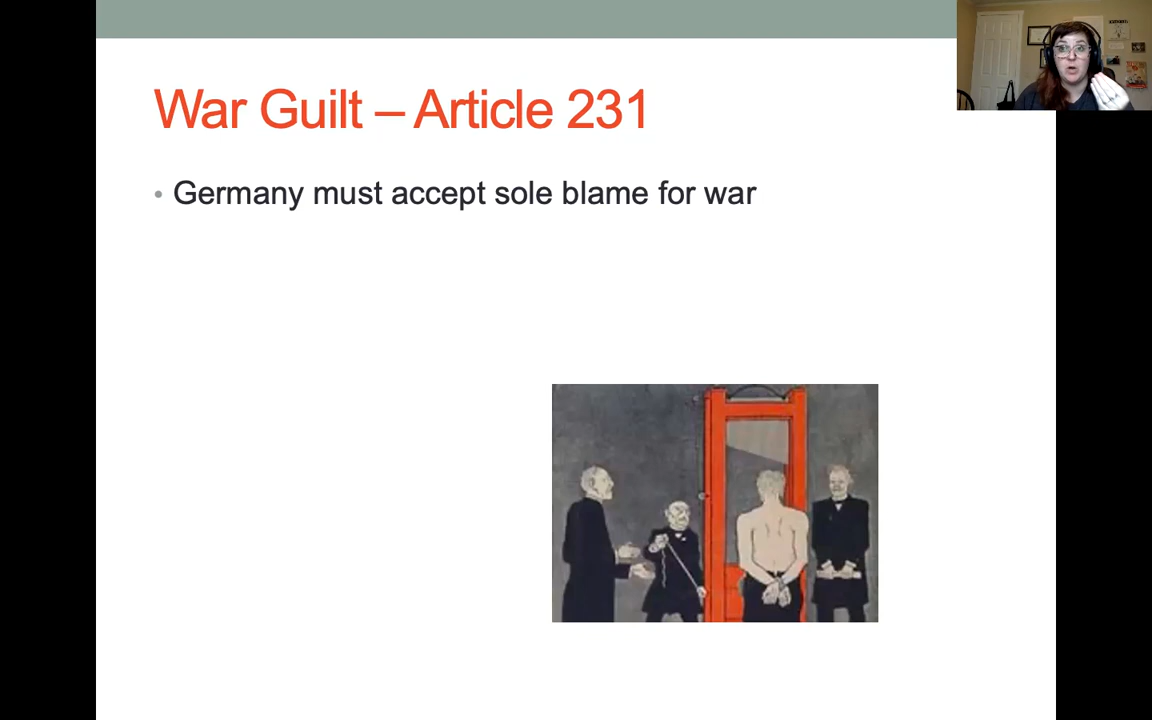 War Guilt – Article 231
• Germany must accept sole blame for war